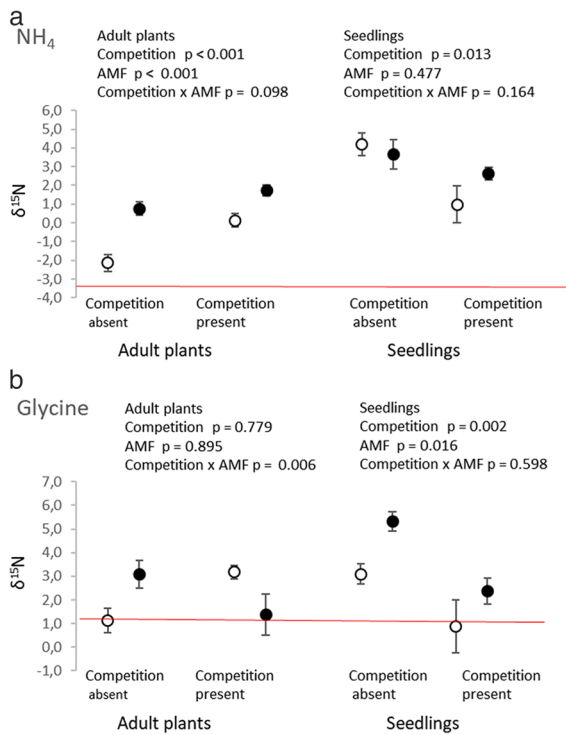 a
NH4
Adult plants
Competition p < 0.001
AMF p < 0.001
Competition x AMF p = 0.098
Seedlings
Competition p = 0.013
AMF p = 0.477
Competition x AMF p = 0.164
δ15N
6,0
5,0
4,0
3,0
2,0
1,0
0,0
-1,0
-2,0
-3,0
-4,0
Competition absent
Competition present
Competition absent
Competition present
Adult plants
Seedlings
b
Glycine
Adult plants
Competition p = 0.779
AMF p = 0.895
Competition x AMF p = 0.006
Seedlings
Competition p = 0.002
AMF p = 0.016
Competition x AMF p = 0.598
δ15N
7,0
6,0
5,0
4,0
3,0
2,0
1,0
0,0
-1,0
Competition absent
Competition present
Competition absent
Competition present
Adult plants
Seedlings